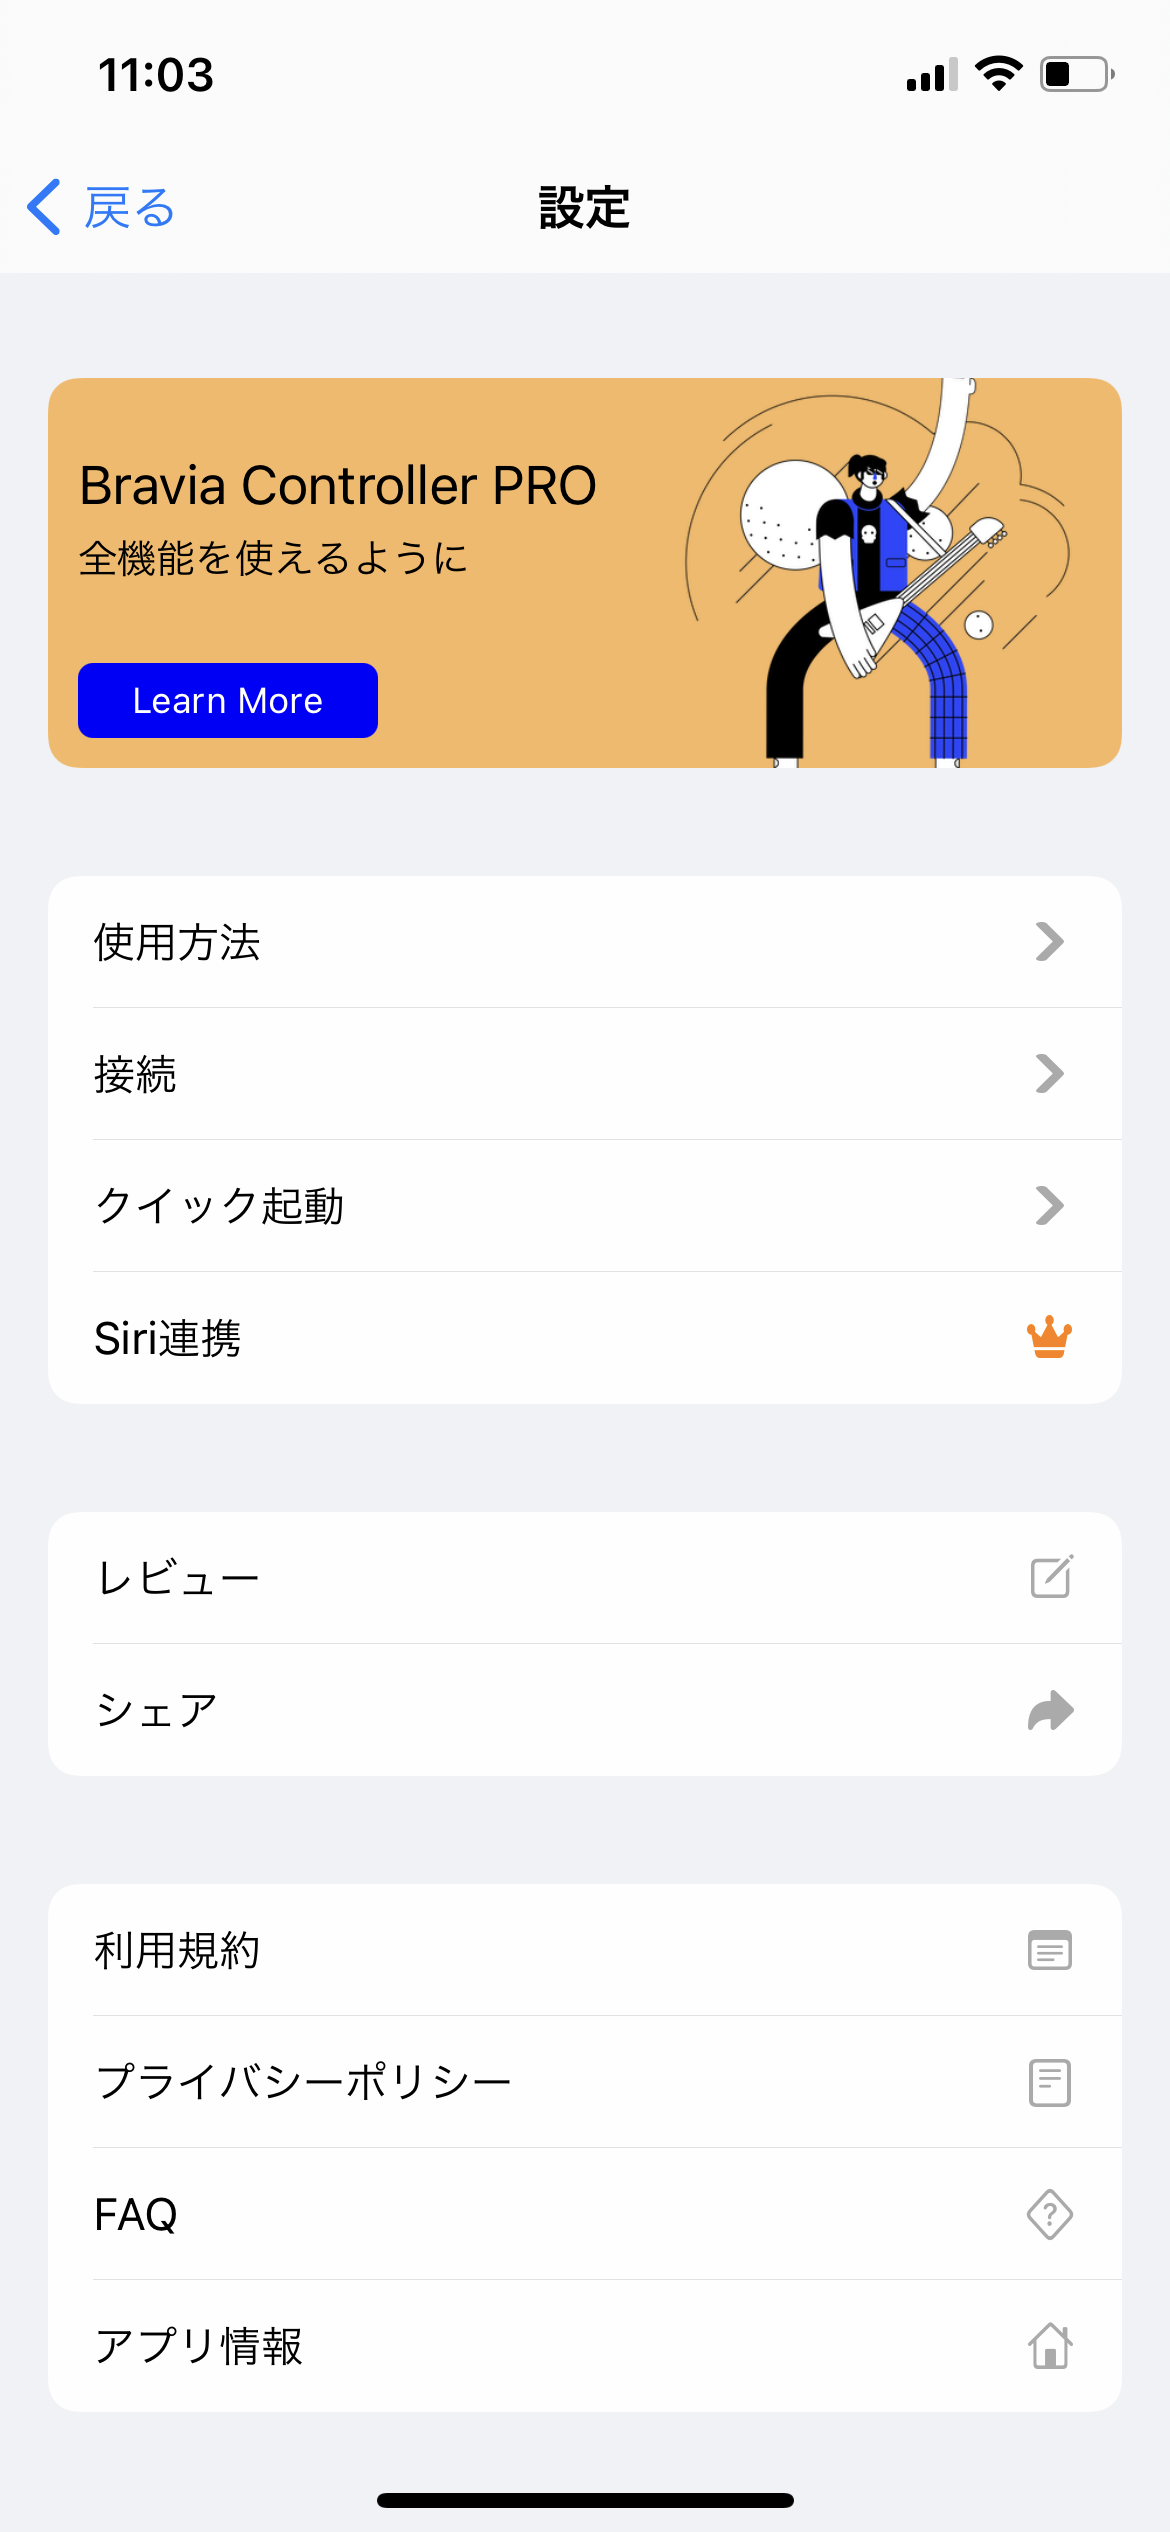 11:03
戻る
設定
Bravia Controller PRO
全機能を使えるように
Learn More
使用方法
接続
クイック起動
Siri連携
レビュー
シェア
利用規約
プライバシーポリシー
FAQ
アプリ情報